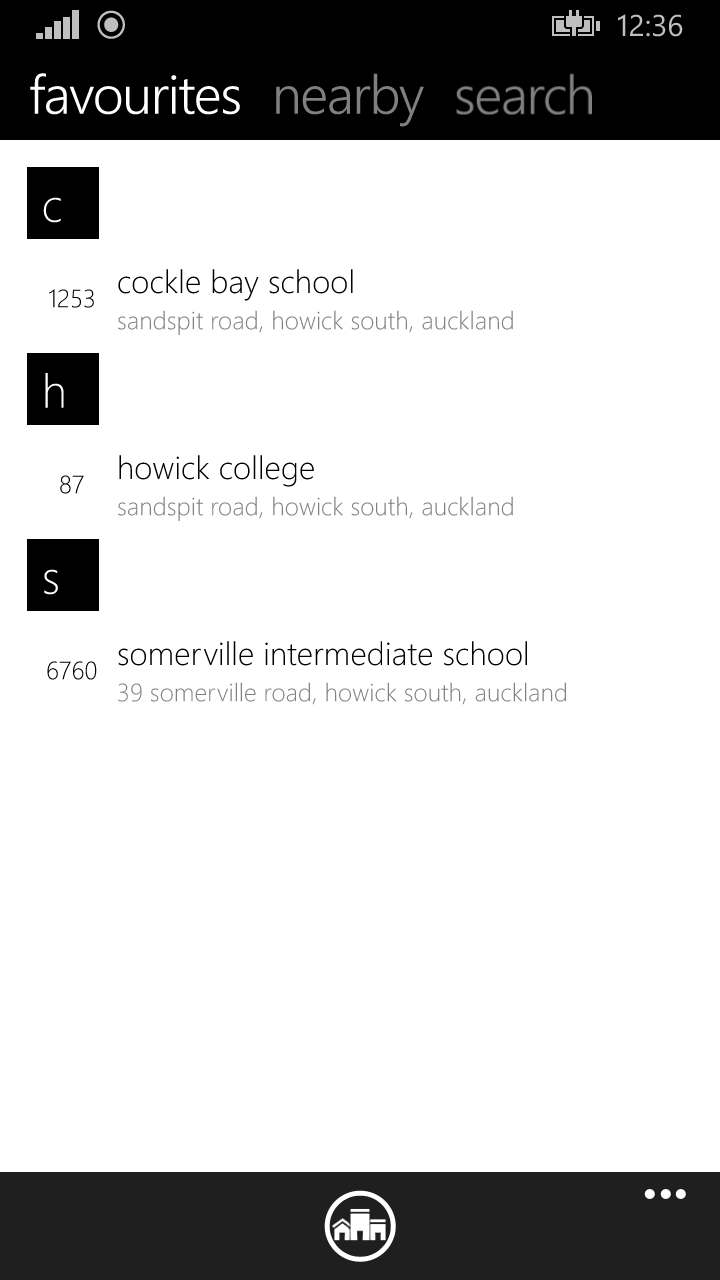 12:36
favourites nearby search
c
1253 cockle bay school
sandspit road, howick south, auckland
h
87 howick college
sandspit road, howick south, auckland
s
6760 somerville intermediate school
39 somerville road, howick south, auckland